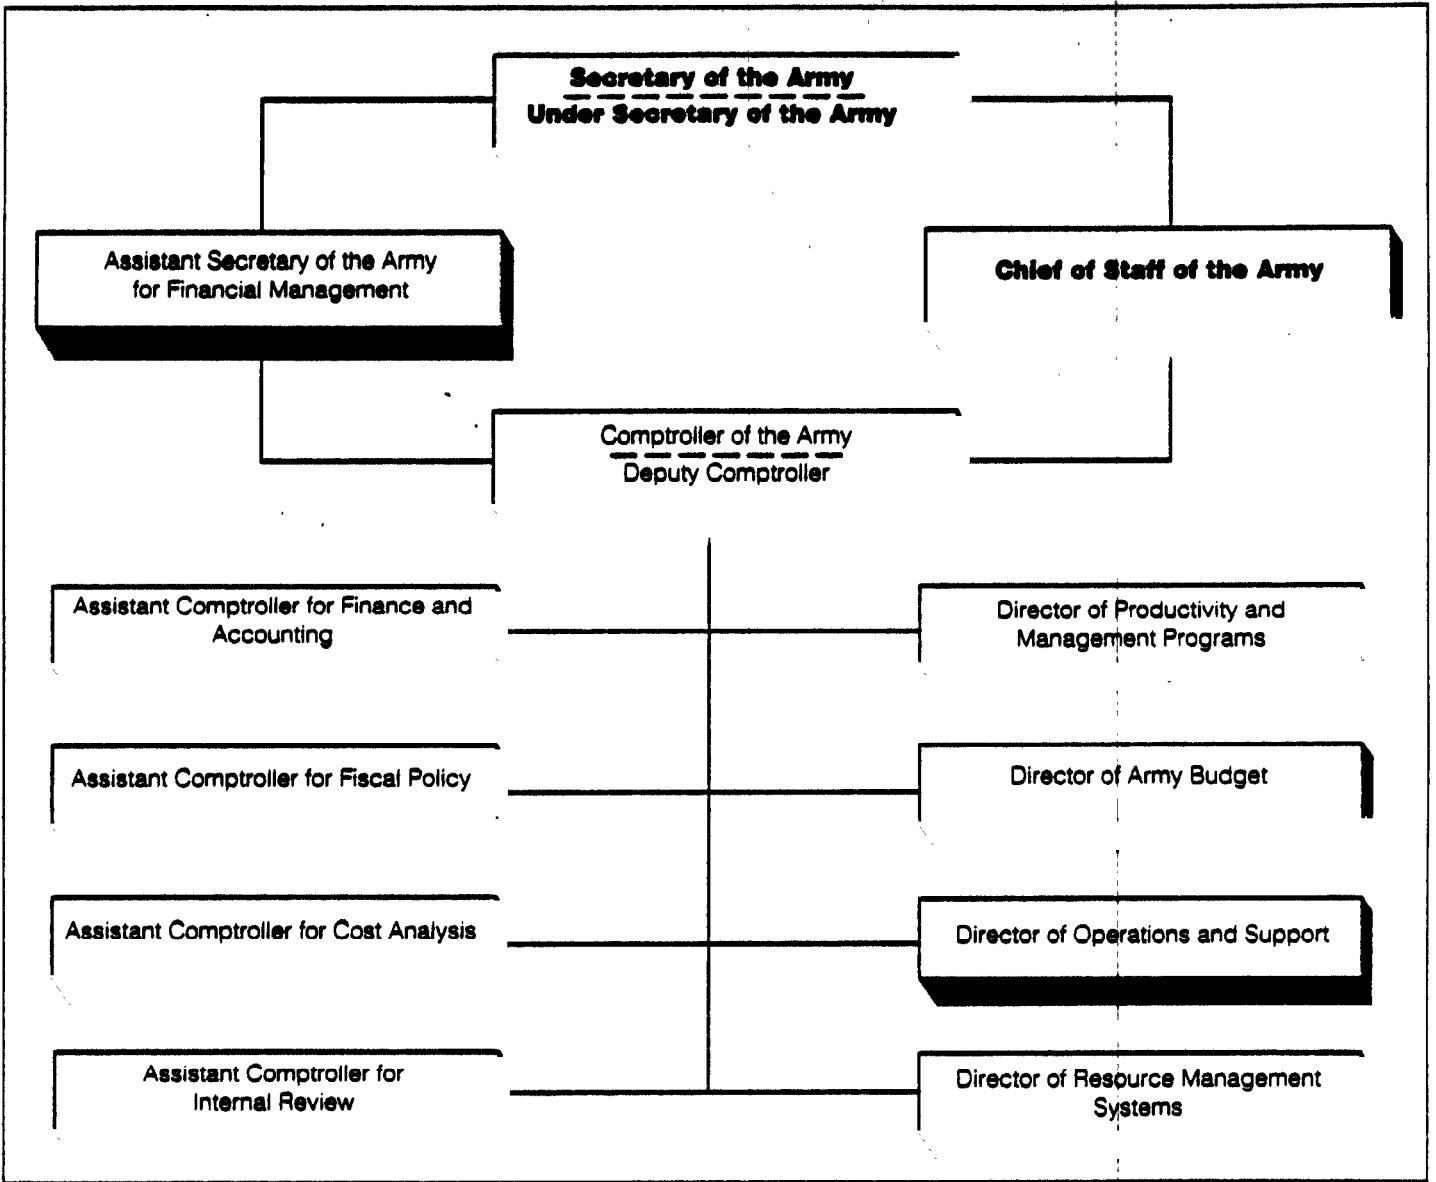 Secretary of the Army
Under Secretary of the Army
Assistant Secretary of the Army
for Financial Management
Chief of Staff of the Army
Comptroller of the Army
Deputy Comptroller
Assistant Comptroller for Finance and
Accounting
Director of Productivity and
Management Programs
Assistant Comptroller for Fiscal Policy
Director of Army Budget
Assistant Comptroller for Cost Analysis
Director of Operations and Support
Assistant Comptroller for
Internal Review
Director of Resource Management
Systems